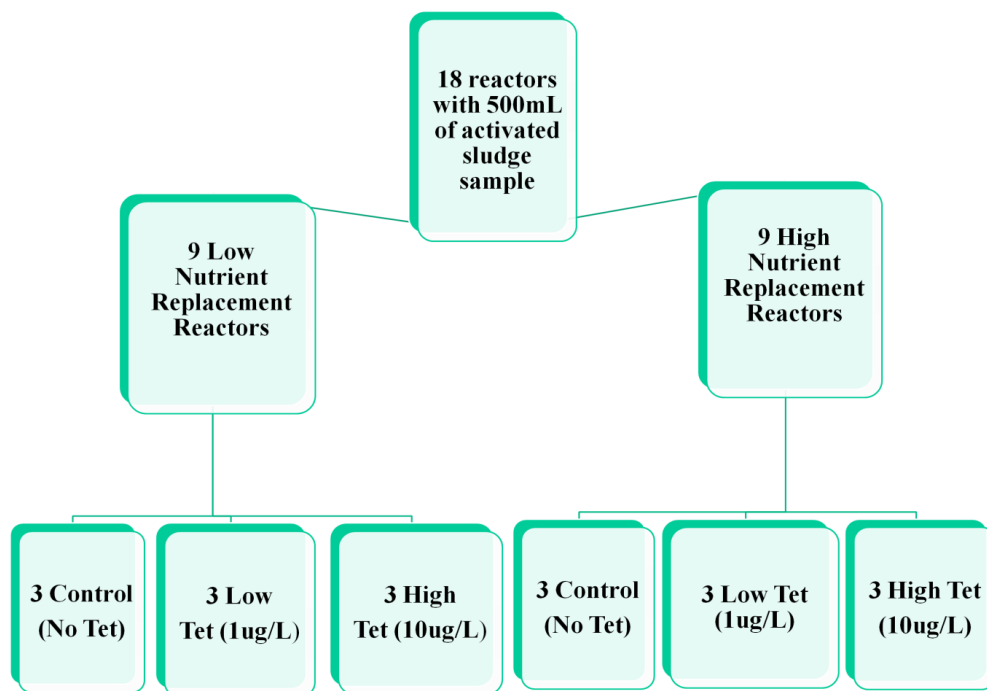 18 reactors
with 500mL
of activated
sludge
sample
9 Low
Nutrient
Replacement
Reactors
9 High
Nutrient
Replacement
Reactors
3 Control
(No Tet)
3 Low
Tet (1ug/L)
3 High
Tet (10ug/L)
3 Control
(No Tet)
3 Low Tet
(1ug/L)
3 High Tet
(10ug/L)